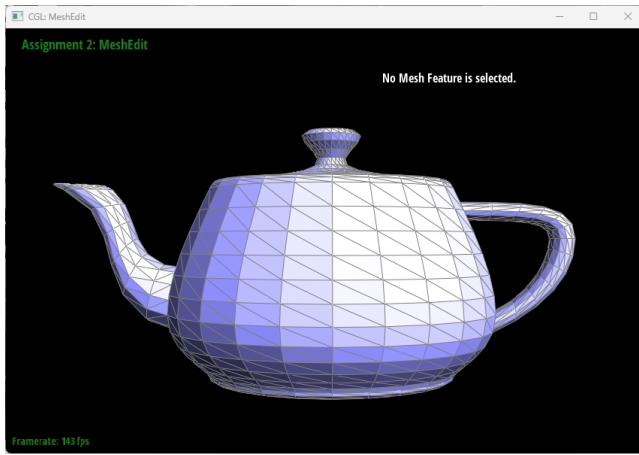 CGL: MeshEdit
Assignment 2: MeshEdit
No Mesh Feature is selected.
Framerate: 143 fps